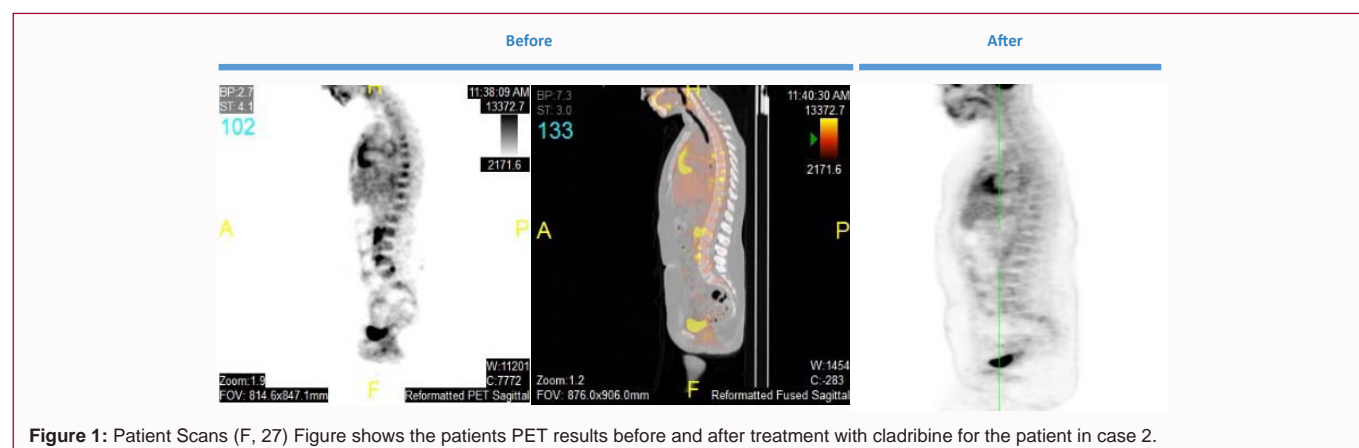 Before
After
H
BP:2.7
ST: 4.1
102
11:38:09 AM
13372.7
2171.6
A
P
F
Zoom:1.9
FOV: 814.6x847.1mm
W:11201
C:7772
Reformatted PET Sagittal
H
BP:7.3
ST: 3.0
133
11:40:30 AM
13372.7
2171.6
A
P
F
Zoom:1.2
FOV: 876.0x906.0mm
W:1454
C:-283
Reformatted Fused Sagittal
Figure 1: Patient Scans (F, 27) Figure shows the patients PET results before and after treatment with cladribine for the patient in case 2.